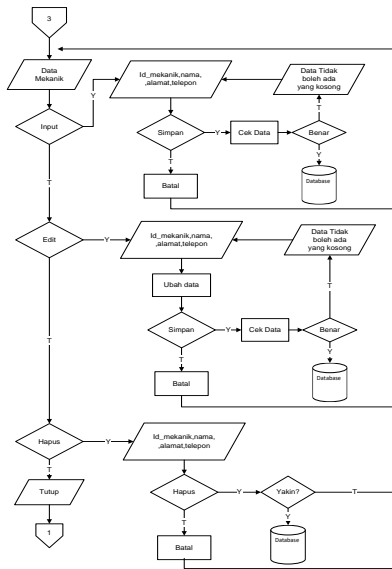 3
Data
Mekanik
Id_mekanik,nama,
,alamat,telepon
Data Tidak
boleh ada
yang kosong
Input
Y
T
Simpan
Y
Cek Data
Benar
T
Y
T
Batal
Database
Edit
Y
Id_mekanik,nama,
,alamat,telepon
Data Tidak
boleh ada
yang kosong
Ubah data
T
T
Simpan
Y
Cek Data
Benar
T
Y
Batal
Database
Hapus
Y
Id_mekanik,nama,
,alamat,telepon
T
Tutup
Hapus
Y
Yakin?
T
T
Y
1
Batal
Database